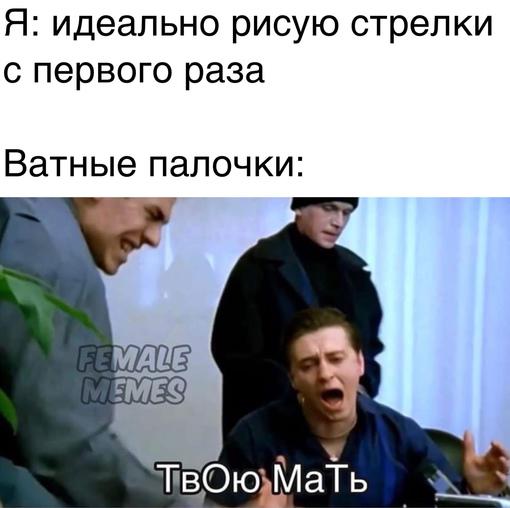 Я: идеально рисую стрелки
с первого раза
Ватные палочки:
FEMALE
MEMES
ТвОю МаТь